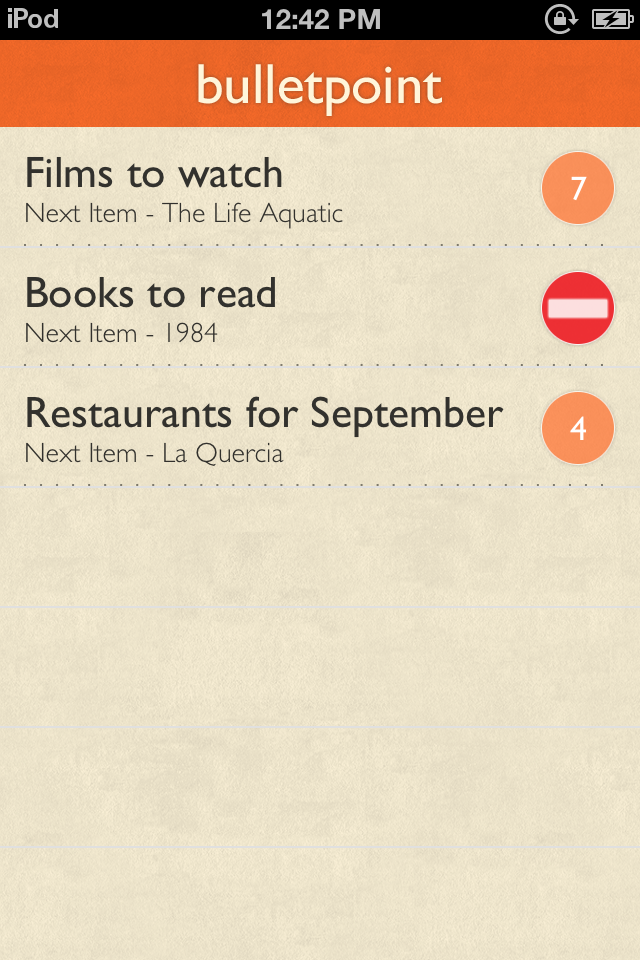 iPod 12:42 PM
bulletpoint
Films to watch
7
Next Item - The Life Aquatic
Books to read
Next Item - 1984
Restaurants for September
4
Next Item - La Quercia